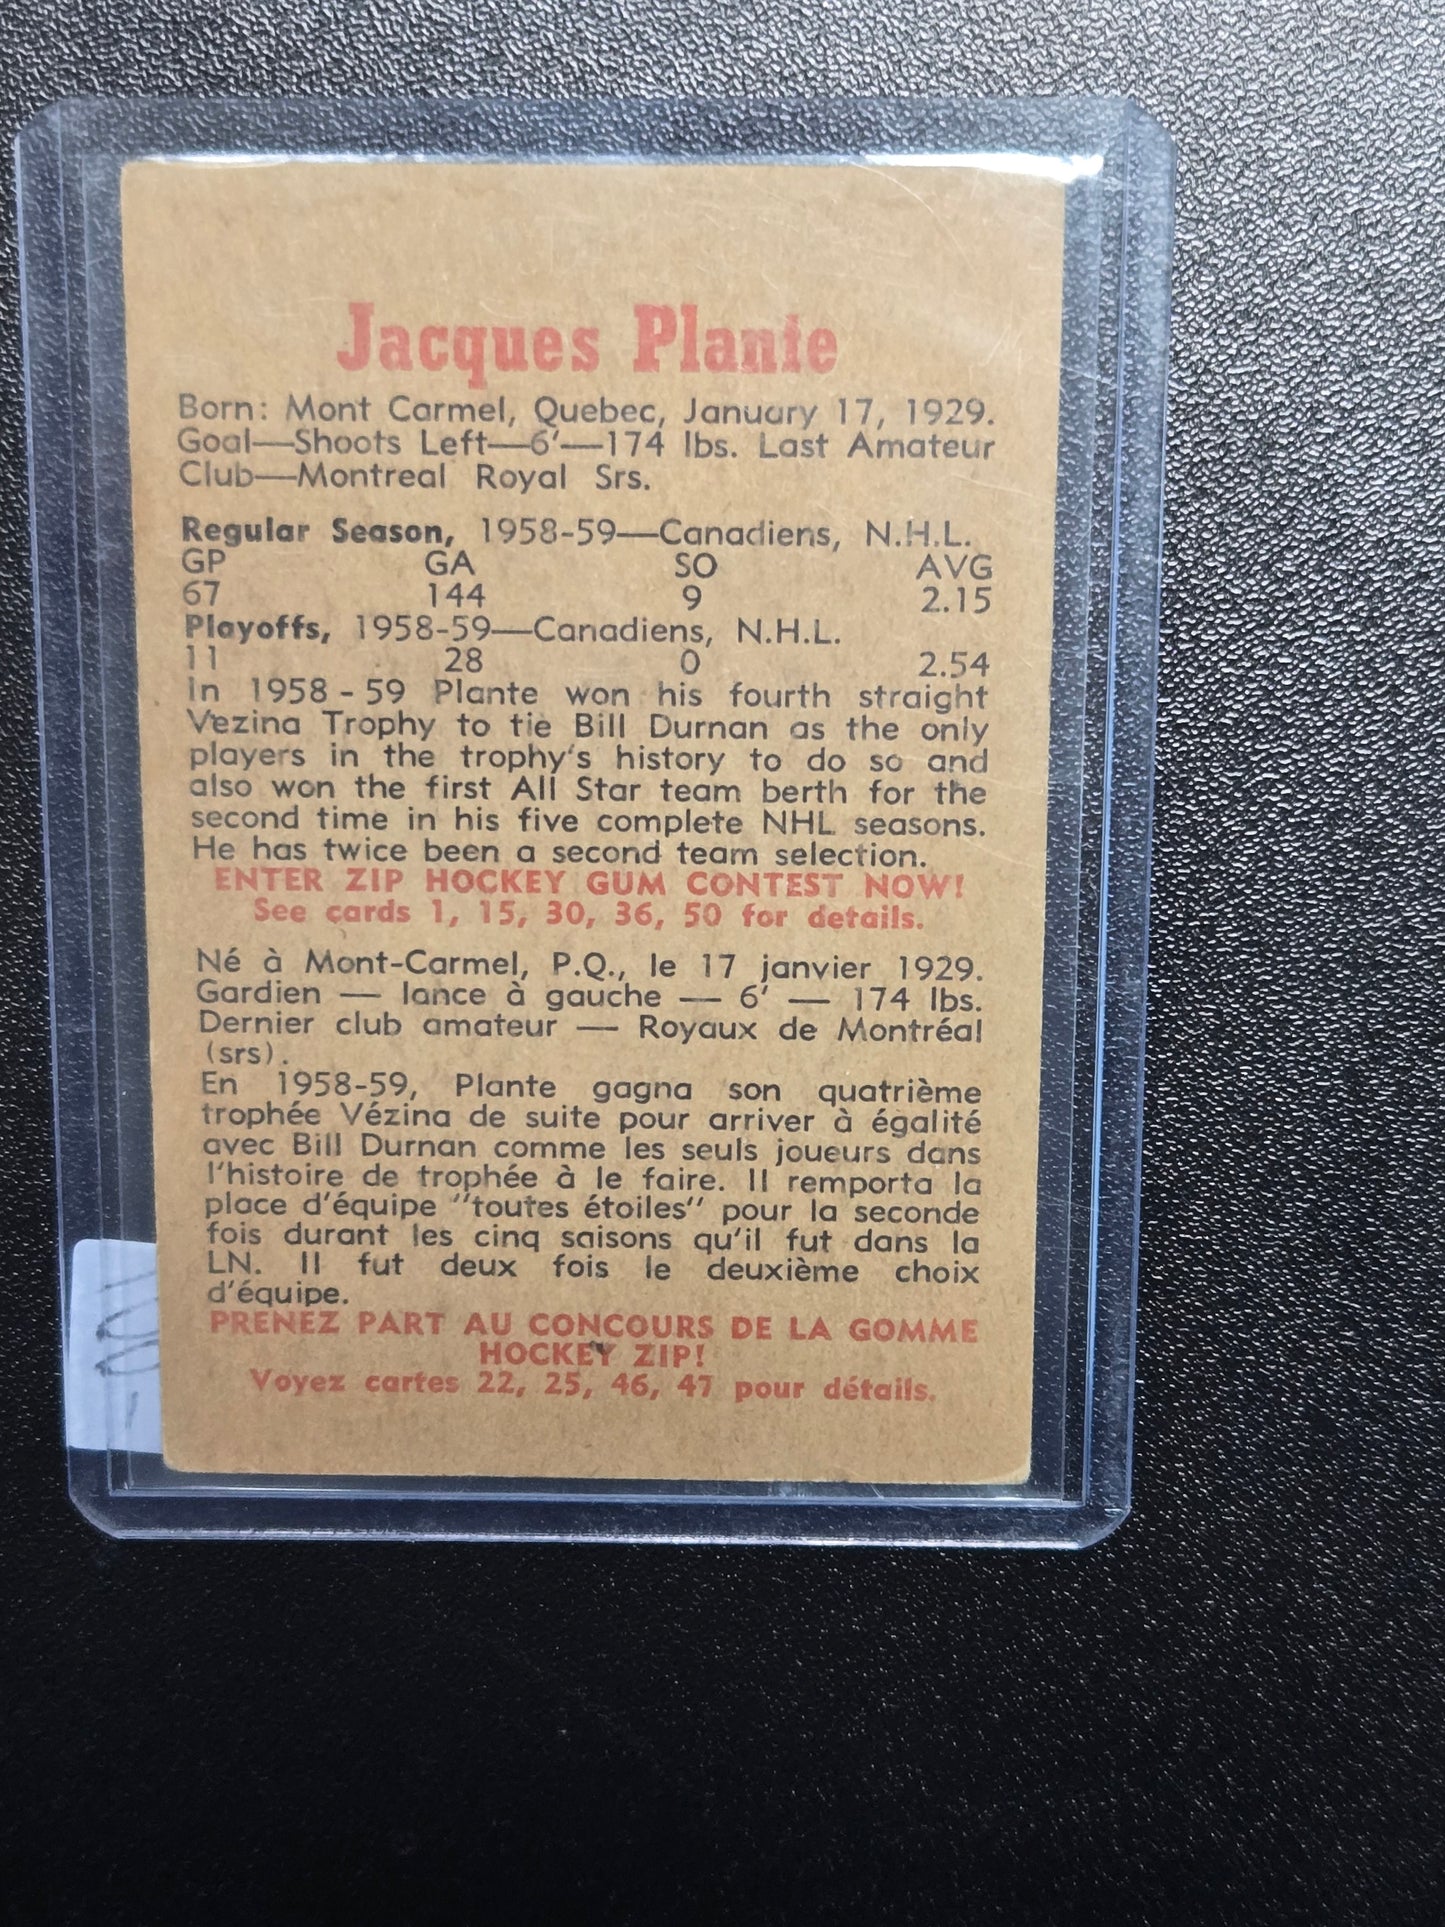 Jacques Plante
Born: Mont Carmel, Quebec, January 17, 1929.
Goal—Shoots Left—6'—174 lbs. Last Amateur
Club—Montreal Royal Srs.
Regular Season, 1958-59—Canadiens, N.H.L.
GP GA SO AVG
67 144 9 2.15
Playoffs, 1958-59—Canadiens, N.H.L.
11 28 0 2.54
In 1958 - 59 Plante won his fourth straight
Vezina Trophy to tie Bill Durnan as the only
players in the trophy's history to do so and
also won the first All Star team berth for the
second time in his five complete NHL seasons.
He has twice been a second team selection.
ENTER ZIP HOCKEY GUM CONTEST NOW!
See cards 1, 15, 30, 36, 50 for details.
Né à Mont-Carmel, P.Q., le 17 janvier 1929.
Gardien — lance à gauche — 6' — 174 lbs.
Dernier club amateur — Royaux de Montréal
(srs).
En 1958-59, Plante gagna son quatrième
trophée Vézina de suite pour arriver à égalité
avec Bill Durnan comme les seuls joueurs dans
l'histoire de trophée à le faire. Il remporta la
place d'équipe "toutes étoiles" pour la seconde
fois durant les cinq saisons qu'il fut dans la
LN. Il fut deux fois le deuxième choix
d'équipe.
PRENEZ PART AU CONCOURS DE LA GOMME
HOCKEY ZIP!
Voyez cartes 22, 25, 46, 47 pour détails.